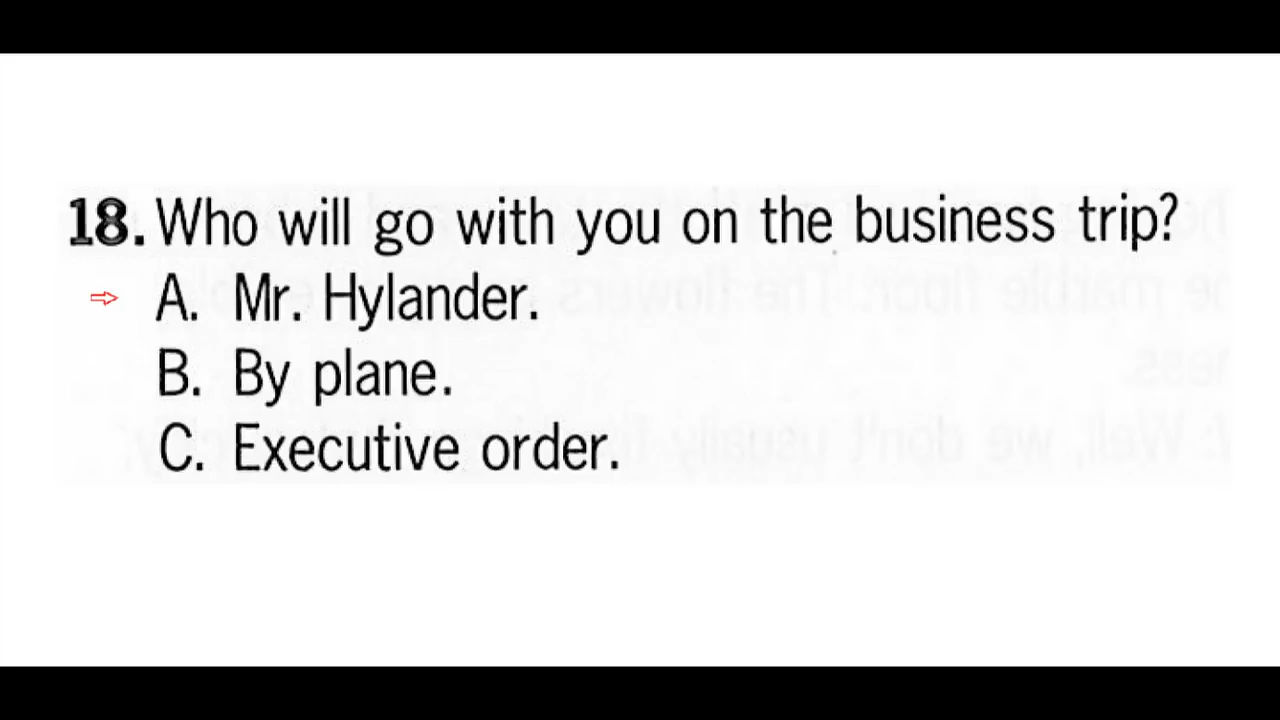 18. Who will go with you on the business trip?
A. Mr. Hylander.
B. By plane.
C. Executive order.